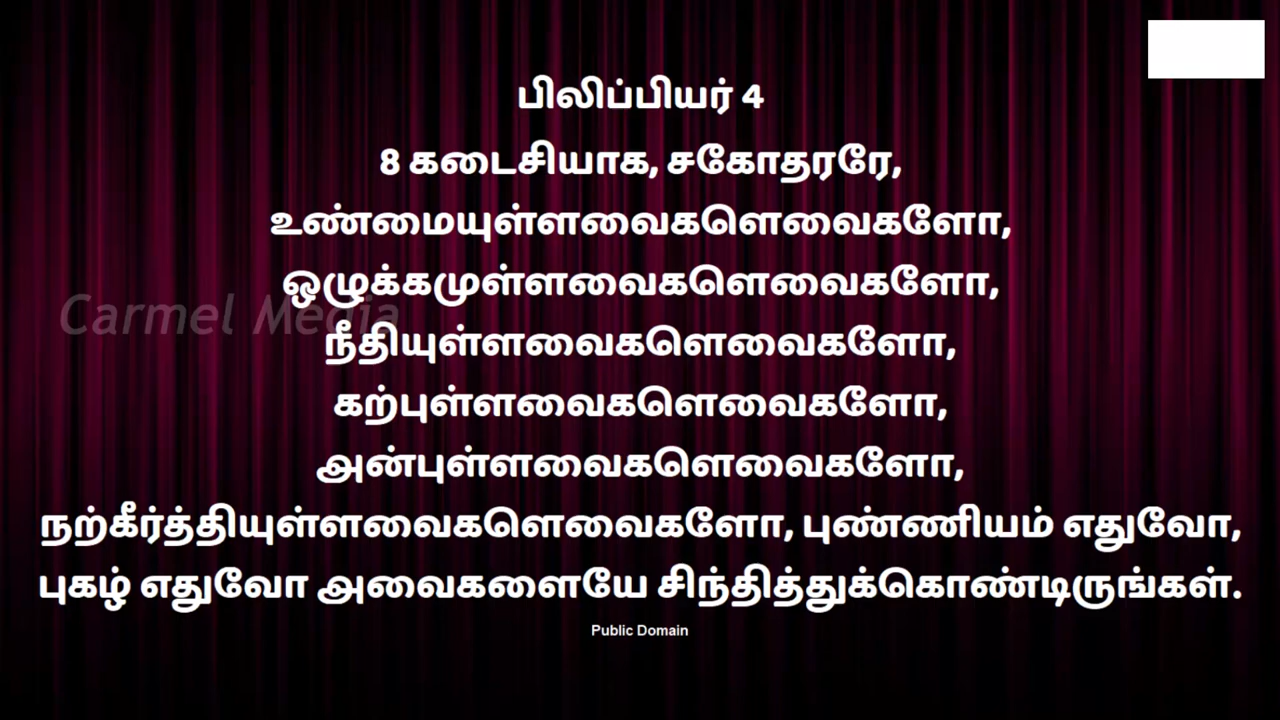 பிலிப்பியர் 4
8 கடைசியாக, சகோதரரே,
உண்மையுள்ளவைகளெவைகளோ,
ஒழுக்கமுள்ளவைகளெவைகளோ,
Carmel Media
நீதியுள்ளவைகளெவைகளோ,
கற்புள்ளவைகளெவைகளோ,
அன்புள்ளவைகளெவைகளோ,
நற்கீர்த்தியுள்ளவைகளெவைகளோ, புண்ணியம் எதுவோ,
புகழ் எதுவோ அவைகளையே சிந்தித்துக்கொண்டிருங்கள்.
Public Domain